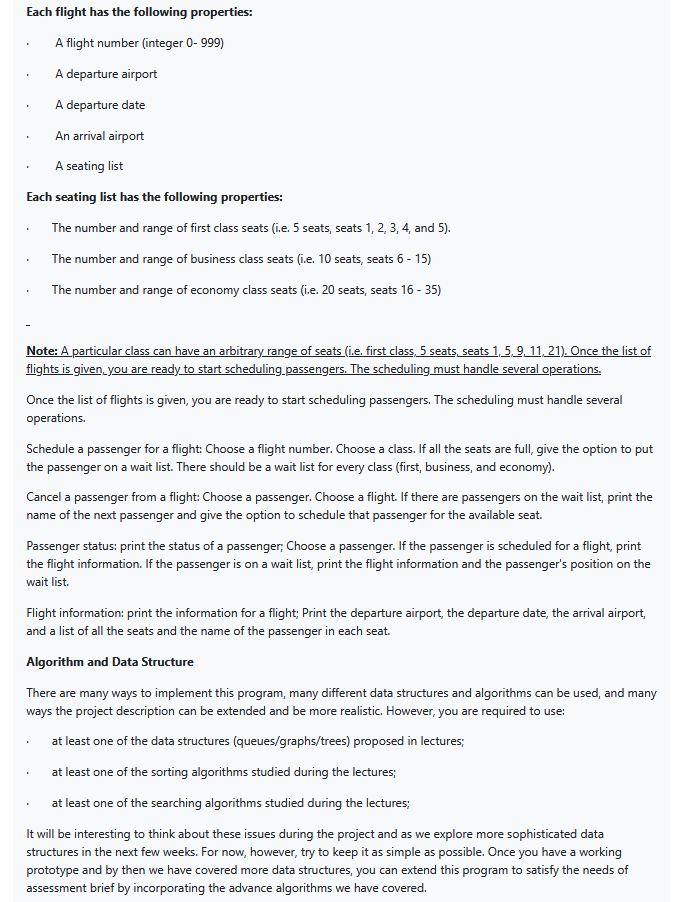 Each flight has the following properties:
· A flight number (integer 0- 999)
· A departure airport
· A departure date
· An arrival airport
· A seating list
Each seating list has the following properties:
· The number and range of first class seats (i.e. 5 seats, seats 1, 2, 3, 4, and 5).
· The number and range of business class seats (i.e. 10 seats, seats 6 - 15)
· The number and range of economy class seats (i.e. 20 seats, seats 16 - 35)
Note: A particular class can have an arbitrary range of seats (i.e. first class, 5 seats, seats 1, 5, 9, 11, 21). Once the list of
flights is given, you are ready to start scheduling passengers. The scheduling must handle several operations.
Once the list of flights is given, you are ready to start scheduling passengers. The scheduling must handle several
operations.
Schedule a passenger for a flight: Choose a flight number. Choose a class. If all the seats are full, give the option to put
the passenger on a wait list. There should be a wait list for every class (first, business, and economy).
Cancel a passenger from a flight: Choose a passenger. Choose a flight. If there are passengers on the wait list, print the
name of the next passenger and give the option to schedule that passenger for the available seat.
Passenger status: print the status of a passenger; Choose a passenger. If the passenger is scheduled for a flight, print
the flight information. If the passenger is on a wait list, print the flight information and the passenger's position on the
wait list.
Flight information: print the information for a flight; Print the departure airport, the departure date, the arrival airport,
and a list of all the seats and the name of the passenger in each seat.
Algorithm and Data Structure
There are many ways to implement this program, many different data structures and algorithms can be used, and many
ways the project description can be extended and be more realistic. However, you are required to use:
· at least one of the data structures (queues/graphs/trees) proposed in lectures;
· at least one of the sorting algorithms studied during the lectures;
· at least one of the searching algorithms studied during the lectures;
It will be interesting to think about these issues during the project and as we explore more sophisticated data
structures in the next few weeks. For now, however, try to keep it as simple as possible. Once you have a working
prototype and by then we have covered more data structures, you can extend this program to satisfy the needs of
assessment brief by incorporating the advance algorithms we have covered.